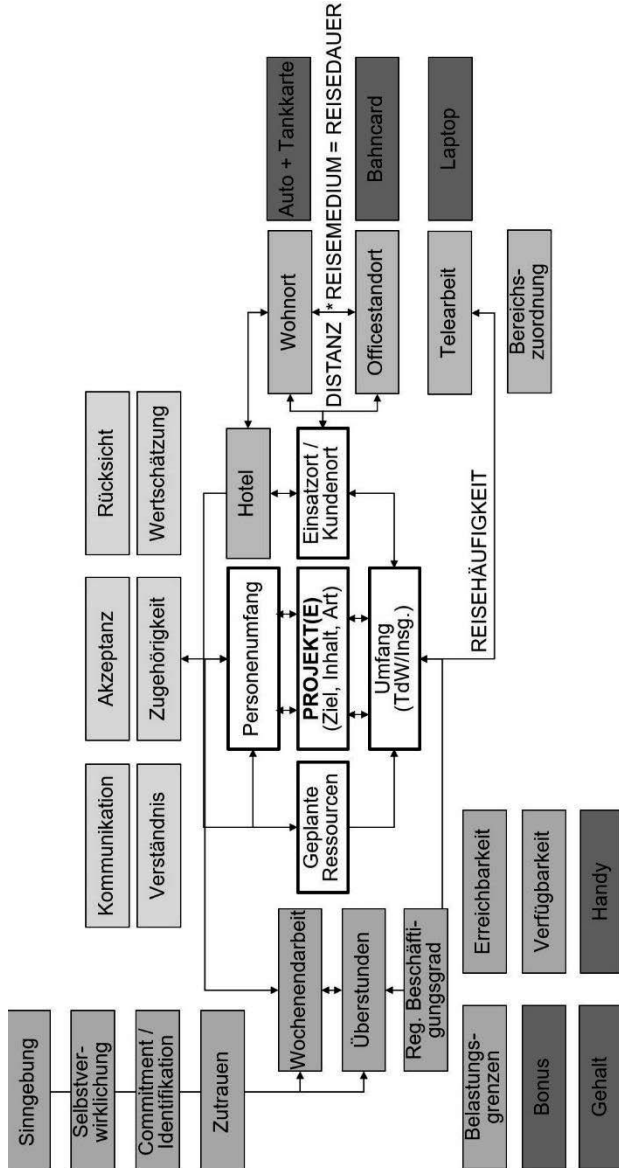 Sinngebung
Selbstver-
wirklichung
Commitment /
Identifikation
Zutrauen
Kommunikation
Verständnis
Akzeptanz
Zugehörigkeit
Rücksicht
Wertschätzung
Wochenendarbeit
Überstunden
Reg. Beschäfti-
gungsgrad
Geplante
Ressourcen
Personenumfang
PROJEKT(E)
(Ziel, Inhalt, Art)
Umfang
(TdW/Insg.)
Hotel
Einsatzort /
Kundenort
Wohnort
DISTANZ * REISEMEDIUM = REISEDAUER
Officestandort
Auto + Tankkarte
Bahncard
Laptop
Telearbeit
REISEHÄUFIGKEIT
Bereichs-
zuordnung
Belastungs-
grenzen
Bonus
Gehalt
Erreichbarkeit
Verfügbarkeit
Handy